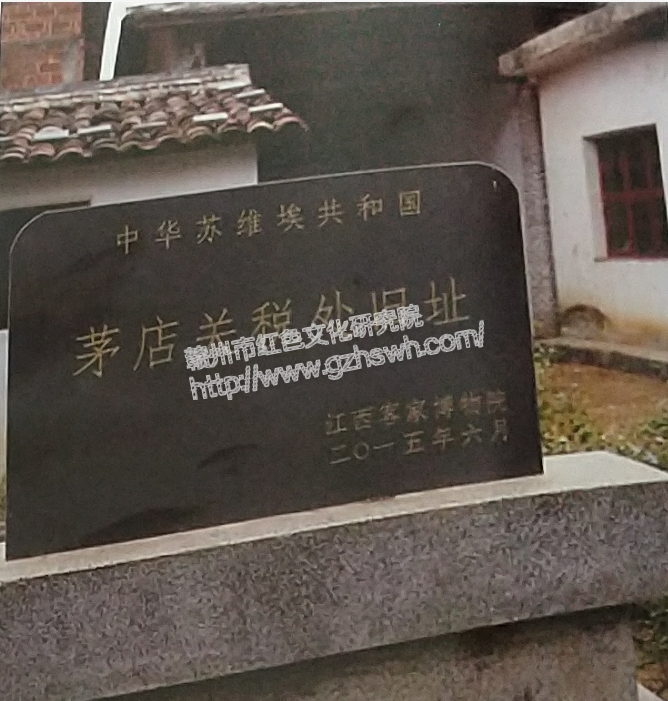 中华苏维埃共和国
茅店关税处旧址
赣州市红色文化研究院
http://www.gzhswh.com/
江西客家博物院
二〇一五年六月